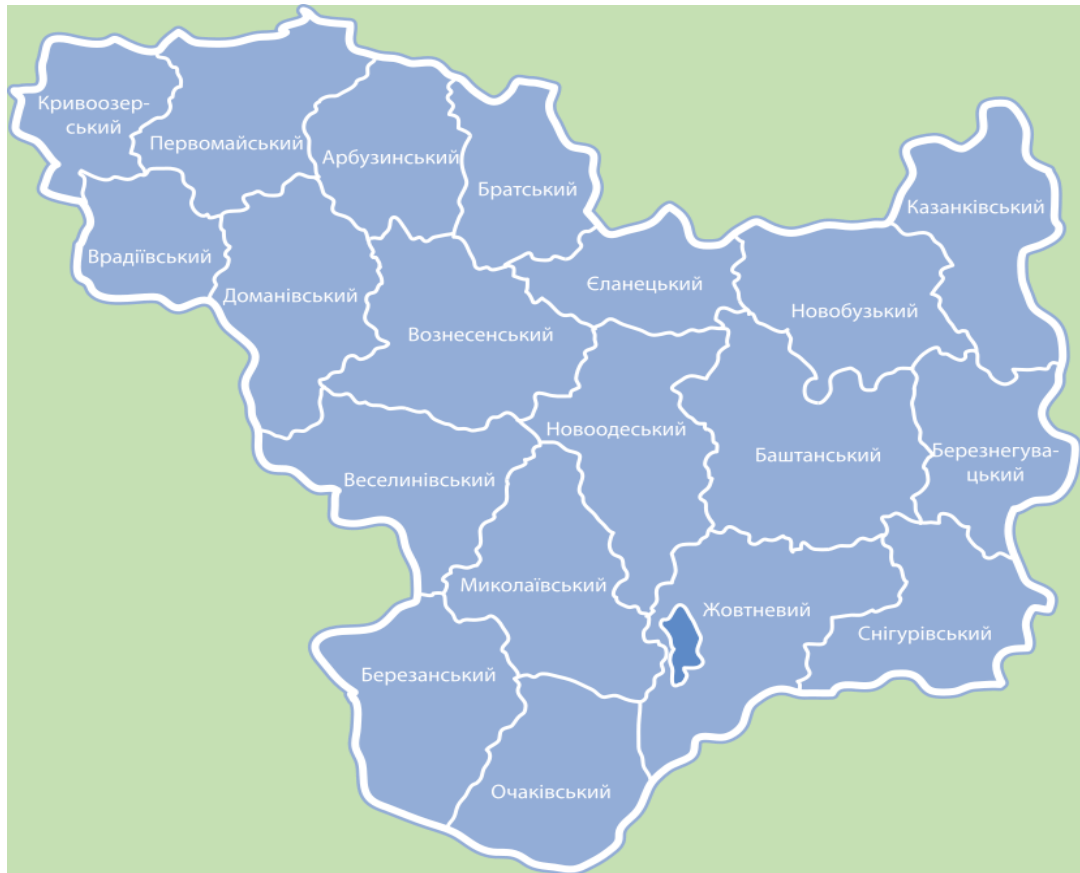 Кривоозер-
ський
Первомайський
Арбузинський
Братський
Казанківський
Врадіївський
Доманівський
Єланецький
Новобузький
Вознесенський
Новоодеський
Баштанський
Березнегува-
цький
Веселинівський
Миколаївський
Жовтневий
Снігурівський
Березанський
Очаківський